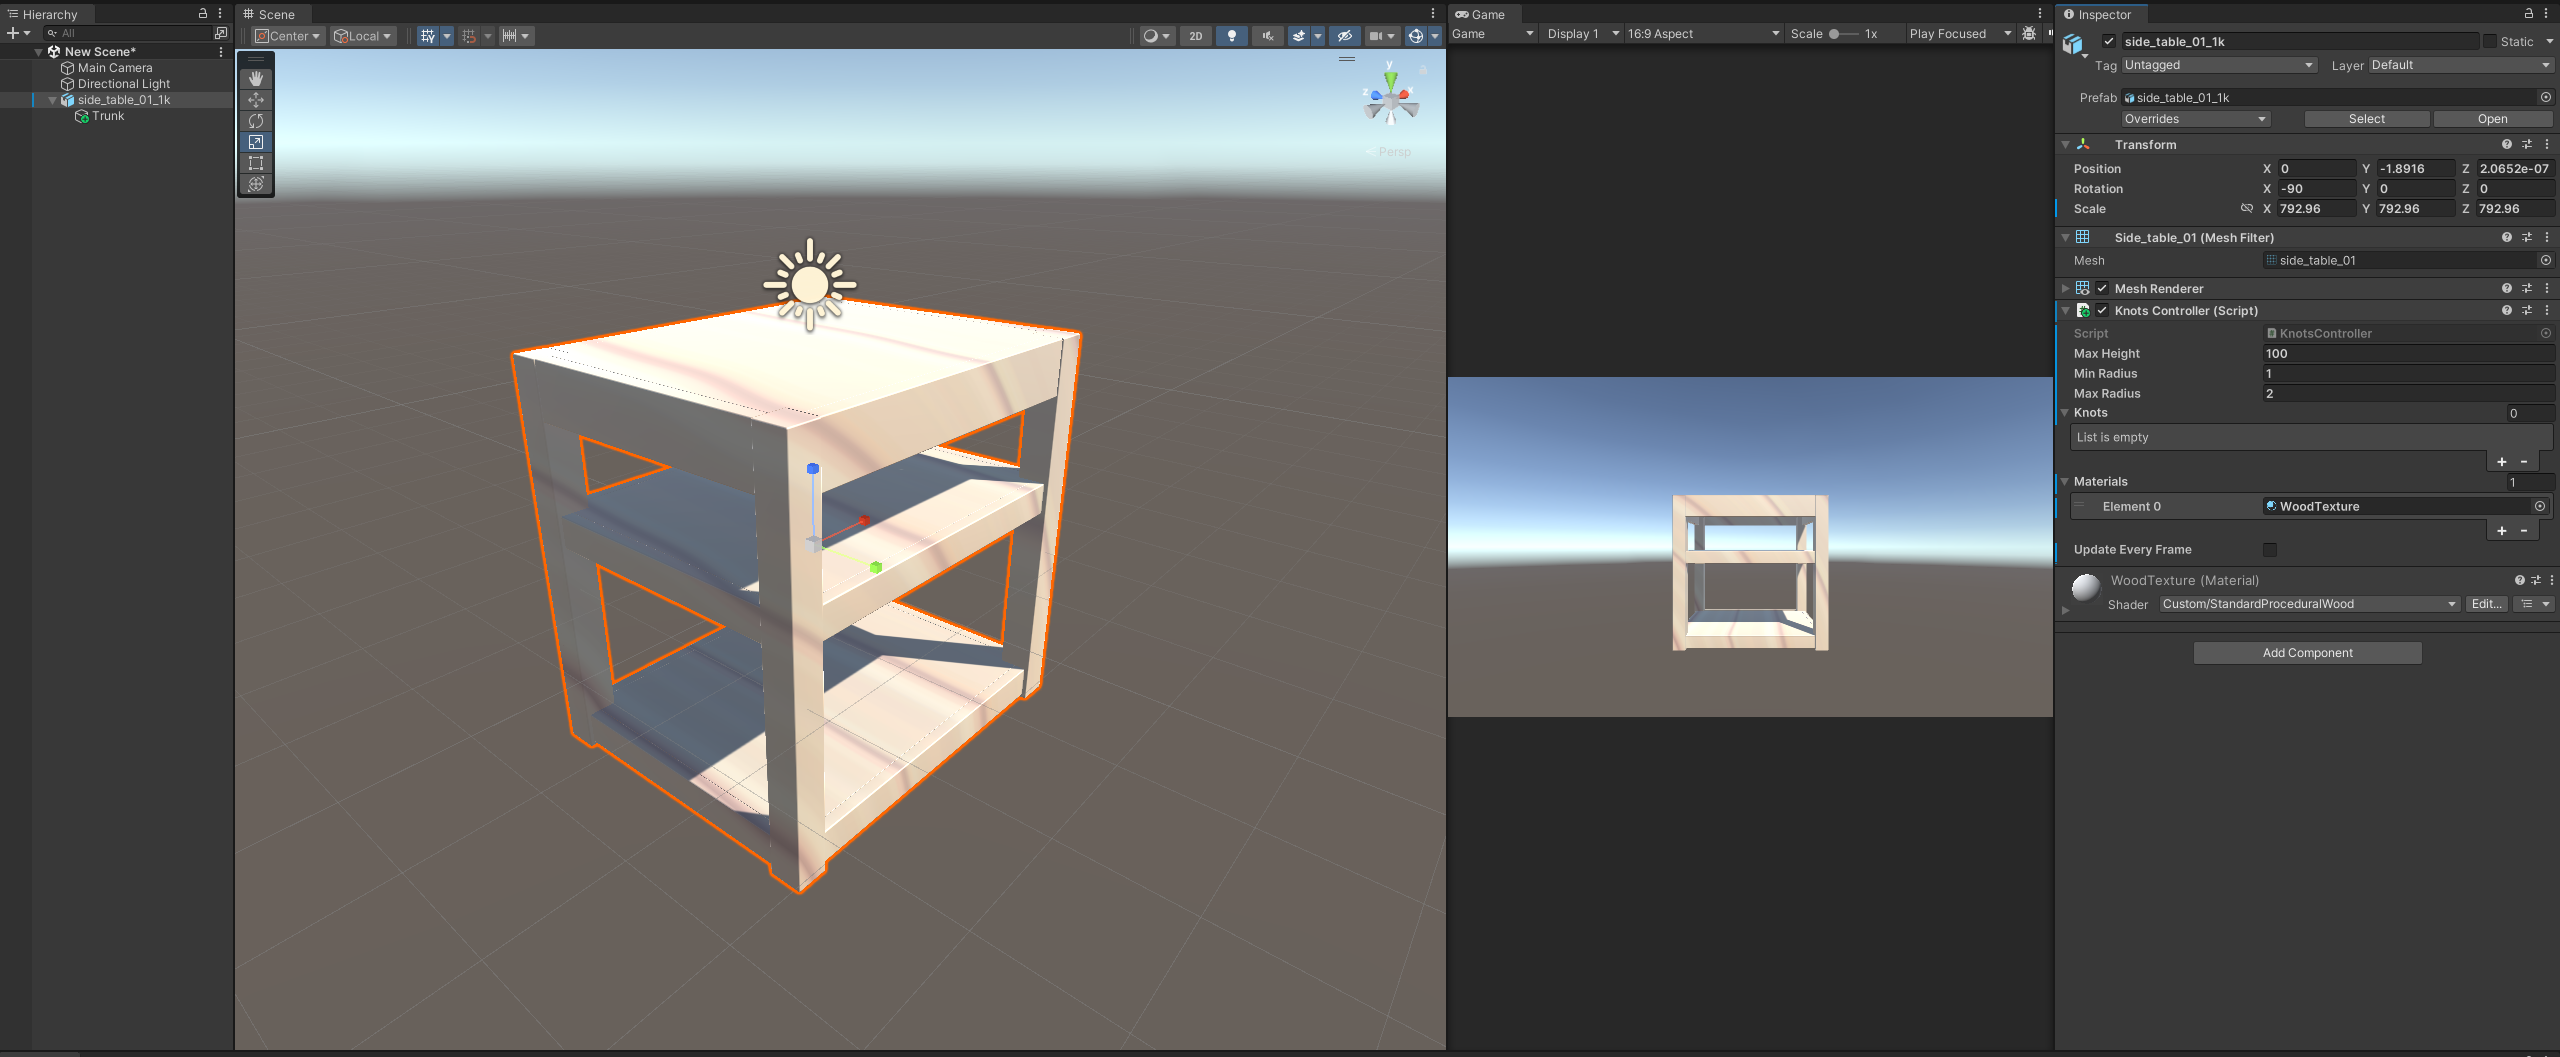 Hierarchy
All
New Scene*
Main Camera
Directional Light
side_table_01_1k
Trunk
Scene
Center
Local
2D
y
x
z
Persp
Game
Game
Display 1
16:9 Aspect
Scale
1x
Play Focused
Inspector
side_table_01_1k
Static
Tag
Untagged
Layer
Default
Prefab
side_table_01_1k
Overrides
Select
Open
Transform
Position X 0 Y -1.8916 Z 2.0652e-07
Rotation X -90 Y 0 Z 0
Scale X 792.96 Y 792.96 Z 792.96
Side_table_01 (Mesh Filter)
Mesh side_table_01
Mesh Renderer
Knots Controller (Script)
Script KnotsController
Max Height 100
Min Radius 1
Max Radius 2
Knots 0
List is empty
+ -
Materials 1
Element 0 WoodTexture
+ -
Update Every Frame
WoodTexture (Material)
Shader Custom/StandardProceduralWood Edit...
Add Component